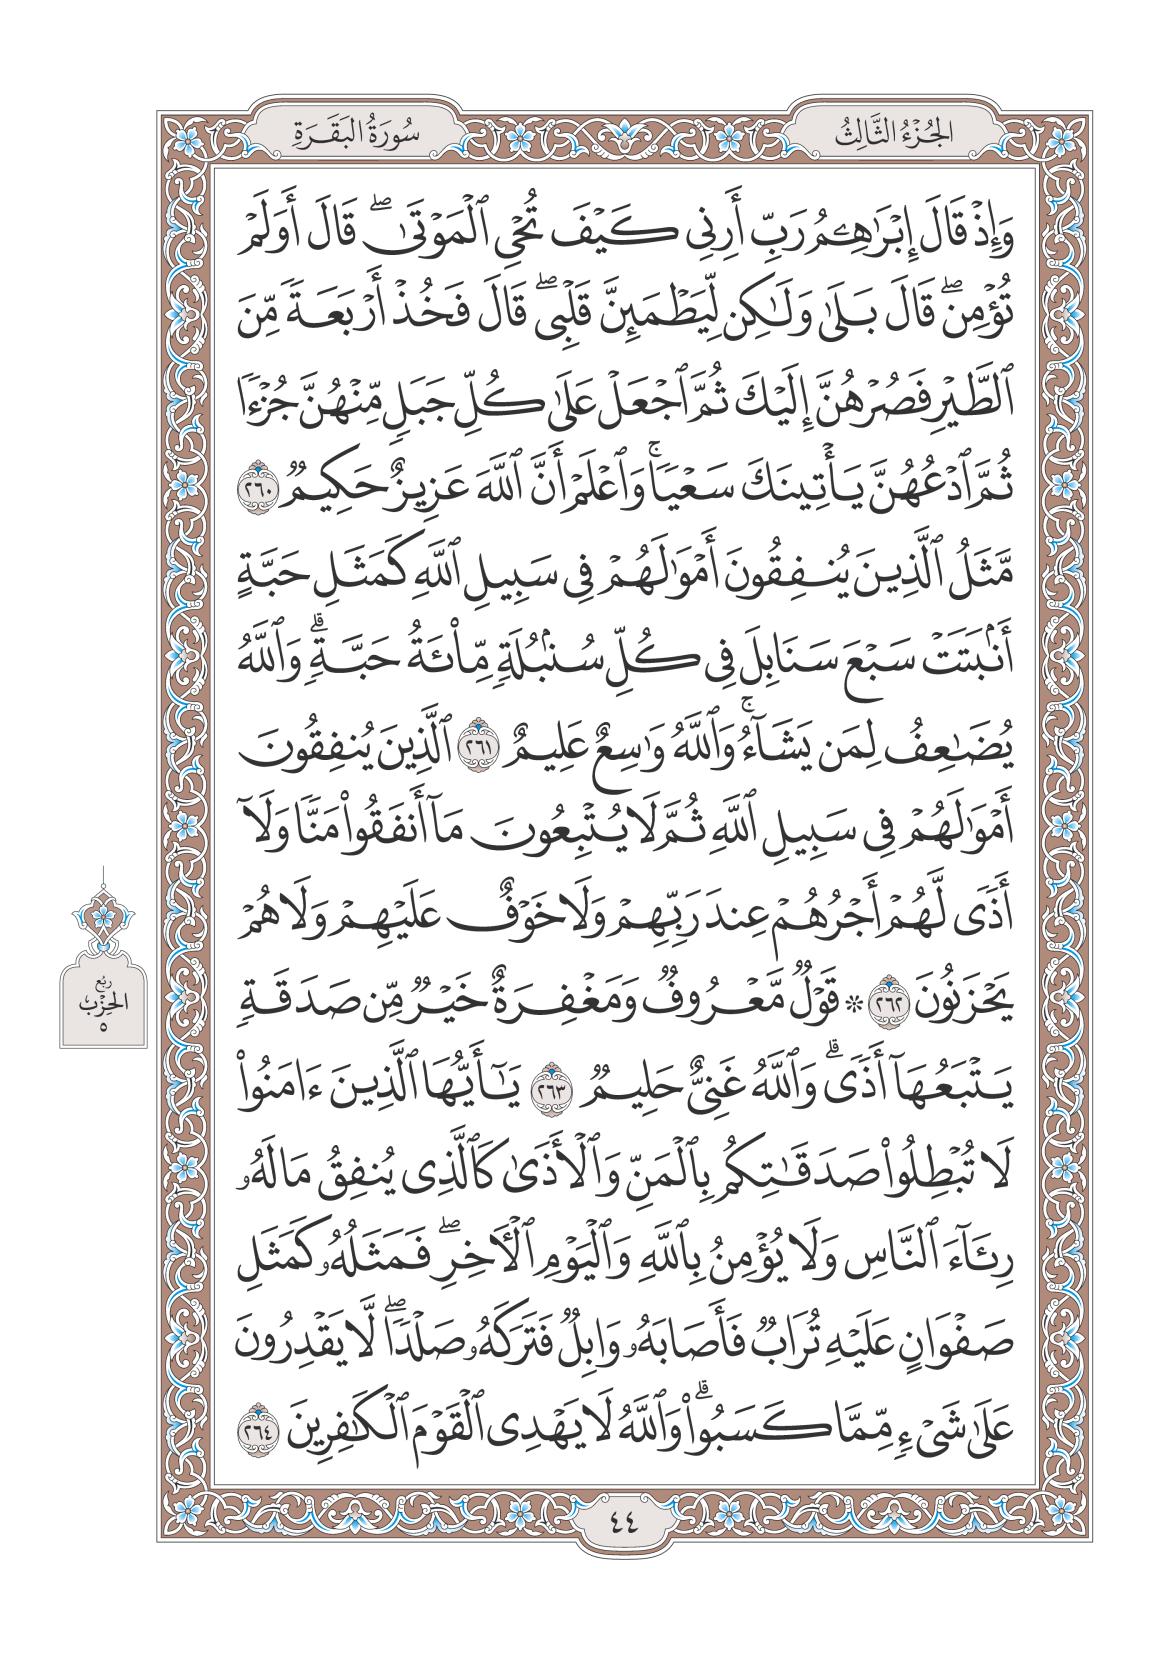 الجُزْءُ الثَّالِثُ
سُورَةُ البَقَرَةِ
وَإِذْ قَالَ إِبْرَٰهِـۧمُ رَبِّ أَرِنِي كَيْفَ تُحْيِ ٱلْمَوْتَىٰۖ قَالَ أَوَلَمْ
تُؤْمِنۖ قَالَ بَلَىٰ وَلَٰكِن لِّيَطْمَئِنَّ قَلْبِيۖ قَالَ فَخُذْ أَرْبَعَةً مِّنَ
ٱلطَّيْرِ فَصُرْهُنَّ إِلَيْكَ ثُمَّ ٱجْعَلْ عَلَىٰ كُلِّ جَبَلٍ مِّنْهُنَّ جُزْءًا
ثُمَّ ٱدْعُهُنَّ يَأْتِينَكَ سَعْيًاۚ وَٱعْلَمْ أَنَّ ٱللَّهَ عَزِيزٌ حَكِيمٌ ٢٦٠
مَّثَلُ ٱلَّذِينَ يُنفِقُونَ أَمْوَٰلَهُمْ فِي سَبِيلِ ٱللَّهِ كَمَثَلِ حَبَّةٍ
أَنۢبَتَتْ سَبْعَ سَنَابِلَ فِي كُلِّ سُنۢبُلَةٍ مِّا۟ئَةُ حَبَّةٍۗ وَٱللَّهُ
يُضَٰعِفُ لِمَن يَشَآءُۚ وَٱللَّهُ وَٰسِعٌ عَلِيمٌ ٢٦١ ٱلَّذِينَ يُنفِقُونَ
أَمْوَٰلَهُمْ فِي سَبِيلِ ٱللَّهِ ثُمَّ لَا يُتْبِعُونَ مَآ أَنفَقُوا۟ مَنًّا وَلَآ
أَذًى لَّهُمْ أَجْرُهُمْ عِندَ رَبِّهِمْ وَلَا خَوْفٌ عَلَيْهِمْ وَلَا هُمْ
يَحْزَنُونَ ٢٦٢ ۞ قَوْلٌ مَّعْرُوفٌ وَمَغْفِرَةٌ خَيْرٌ مِّن صَدَقَةٍ
يَتْبَعُهَآ أَذًىۗ وَٱللَّهُ غَنِيٌّ حَلِيمٌ ٢٦٣ يَٰٓأَيُّهَا ٱلَّذِينَ ءَامَنُوا۟
لَا تُبْطِلُوا۟ صَدَقَٰتِكُم بِٱلْمَنِّ وَٱلْأَذَىٰ كَٱلَّذِي يُنفِقُ مَالَهُۥ
رِئَآءَ ٱلنَّاسِ وَلَا يُؤْمِنُ بِٱللَّهِ وَٱلْيَوْمِ ٱلْـَٔاخِرِۖ فَمَثَلُهُۥ كَمَثَلِ
صَفْوَانٍ عَلَيْهِ تُرَابٌ فَأَصَابَهُۥ وَابِلٌ فَتَرَكَهُۥ صَلْدًاۖ لَّا يَقْدِرُونَ
عَلَىٰ شَيْءٍ مِّمَّا كَسَبُوا۟ۗ وَٱللَّهُ لَا يَهْدِي ٱلْقَوْمَ ٱلْكَٰفِرِينَ ٢٦٤
رُبُع
الحِزْب
٥
٤٤